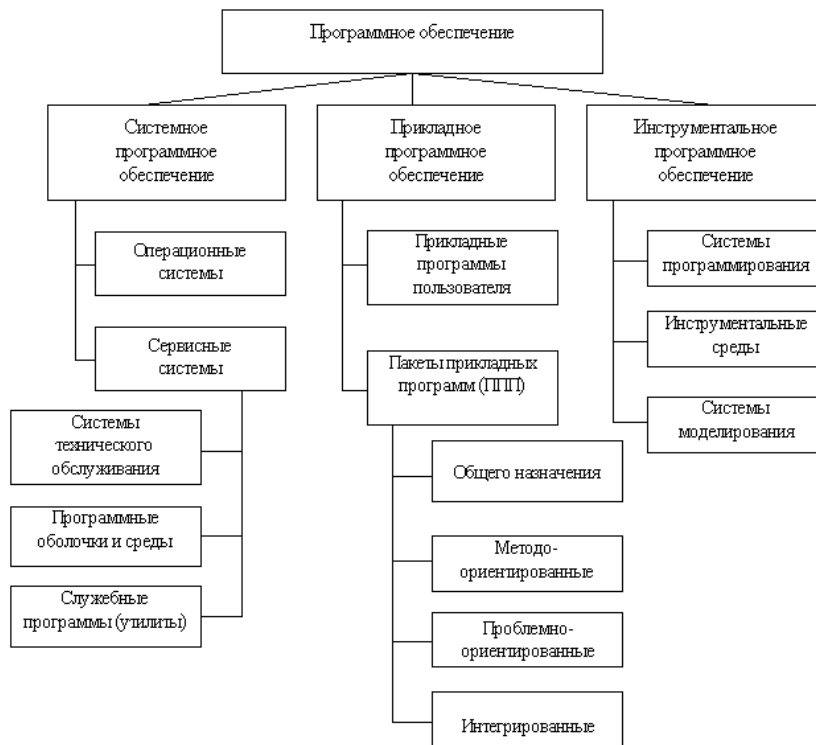 Программное обеспечение
Системное
программное
обеспечение
Прикладное
программное
обеспечение
Инструментальное
программное
обеспечение
Операционные
системы
Сервисные
системы
Системы
технического
обслуживания
Программные
оболочки и среды
Служебные
программы (утилиты)
Прикладные
программы
пользователя
Пакеты прикладных
программ (ППП)
Общего назначения
Методо-
ориентированные
Проблемно-
ориентированные
Интегрированные
Системы
программирования
Инструментальные
среды
Системы
моделирования